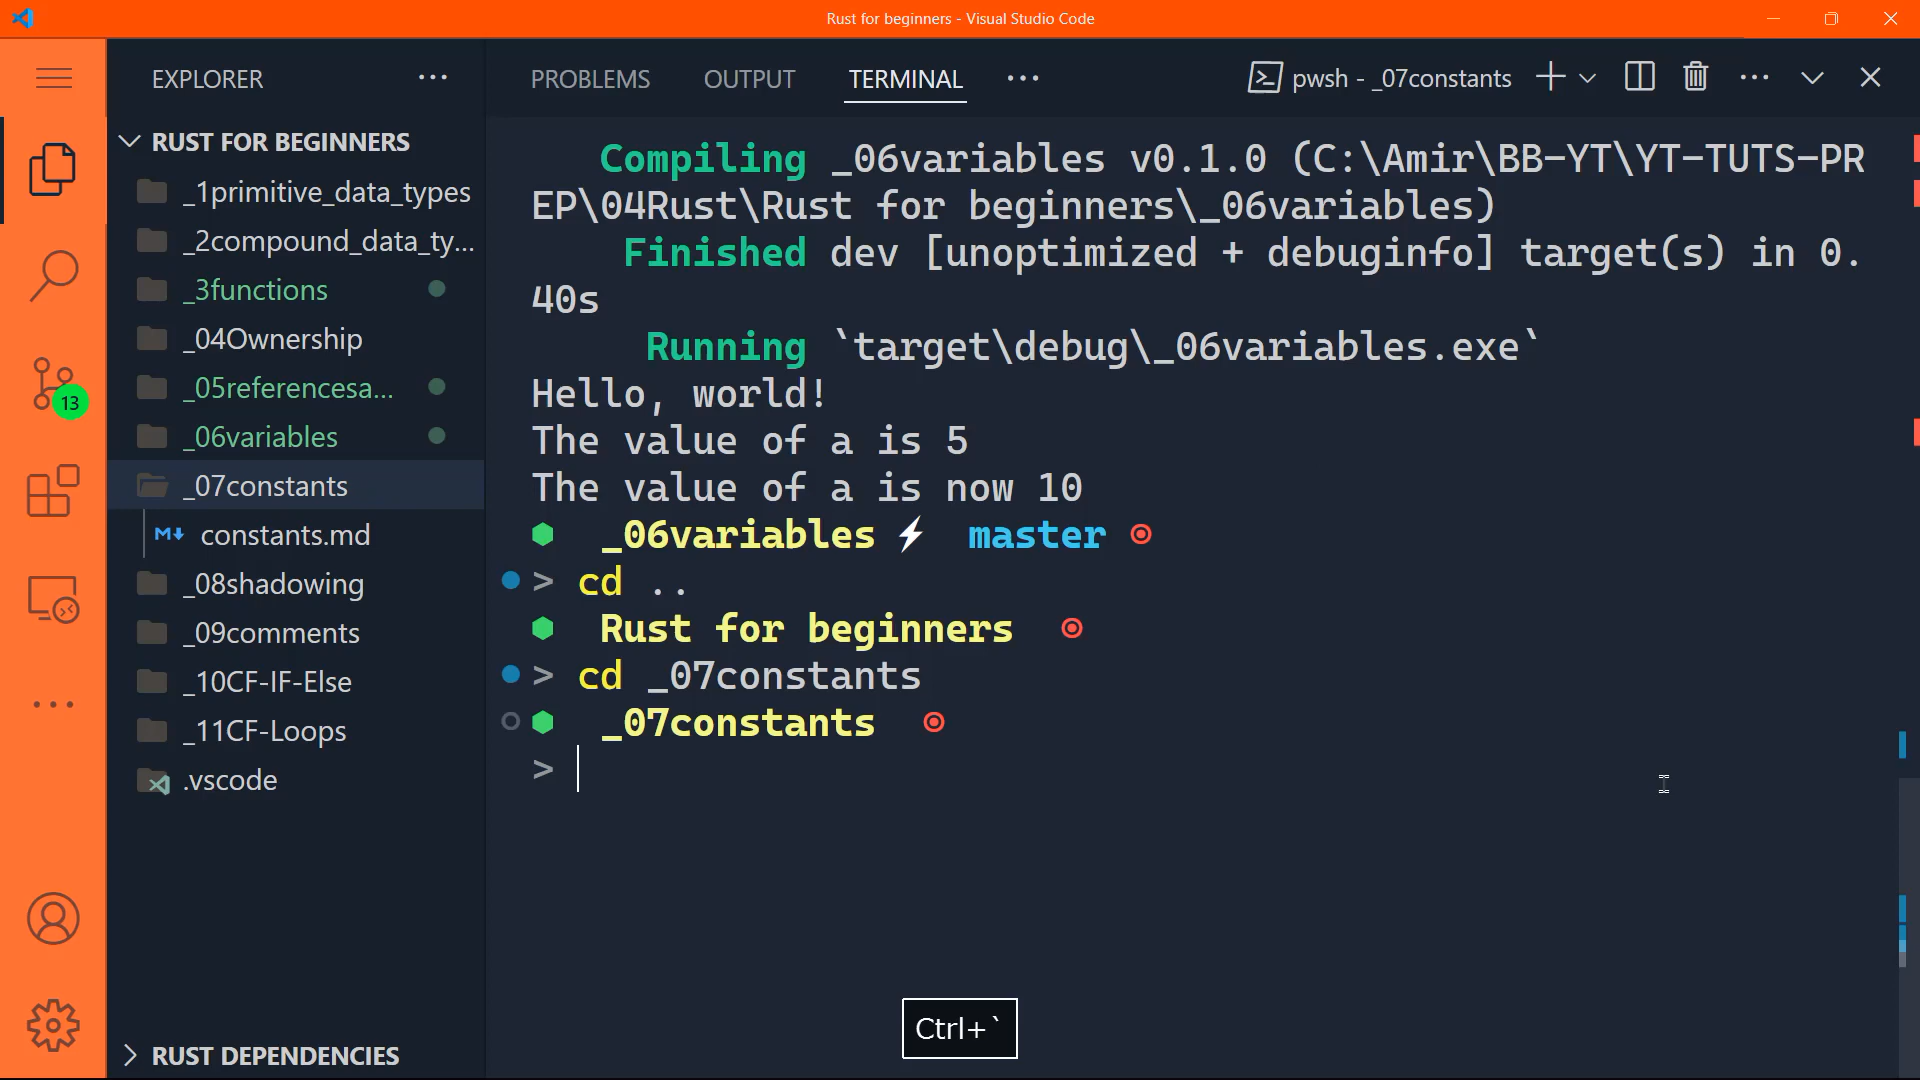 Rust for beginners - Visual Studio Code
EXPLORER
RUST FOR BEGINNERS
_1primitive_data_types
_2compound_data_ty...
_3functions
_04Ownership
_05referencesa...
_06variables
_07constants
constants.md
_08shadowing
_09comments
_10CF-IF-Else
_11CF-Loops
.vscode
RUST DEPENDENCIES
13
PROBLEMS OUTPUT TERMINAL
pwsh - _07constants
Compiling _06variables v0.1.0 (C:\Amir\BB-YT\YT-TUTS-PR
EP\04Rust\Rust for beginners\_06variables)
Finished dev [unoptimized + debuginfo] target(s) in 0.
40s
Running `target\debug\_06variables.exe`
Hello, world!
The value of a is 5
The value of a is now 10
_06variables master
> cd ..
Rust for beginners
> cd _07constants
_07constants
>
Ctrl+`